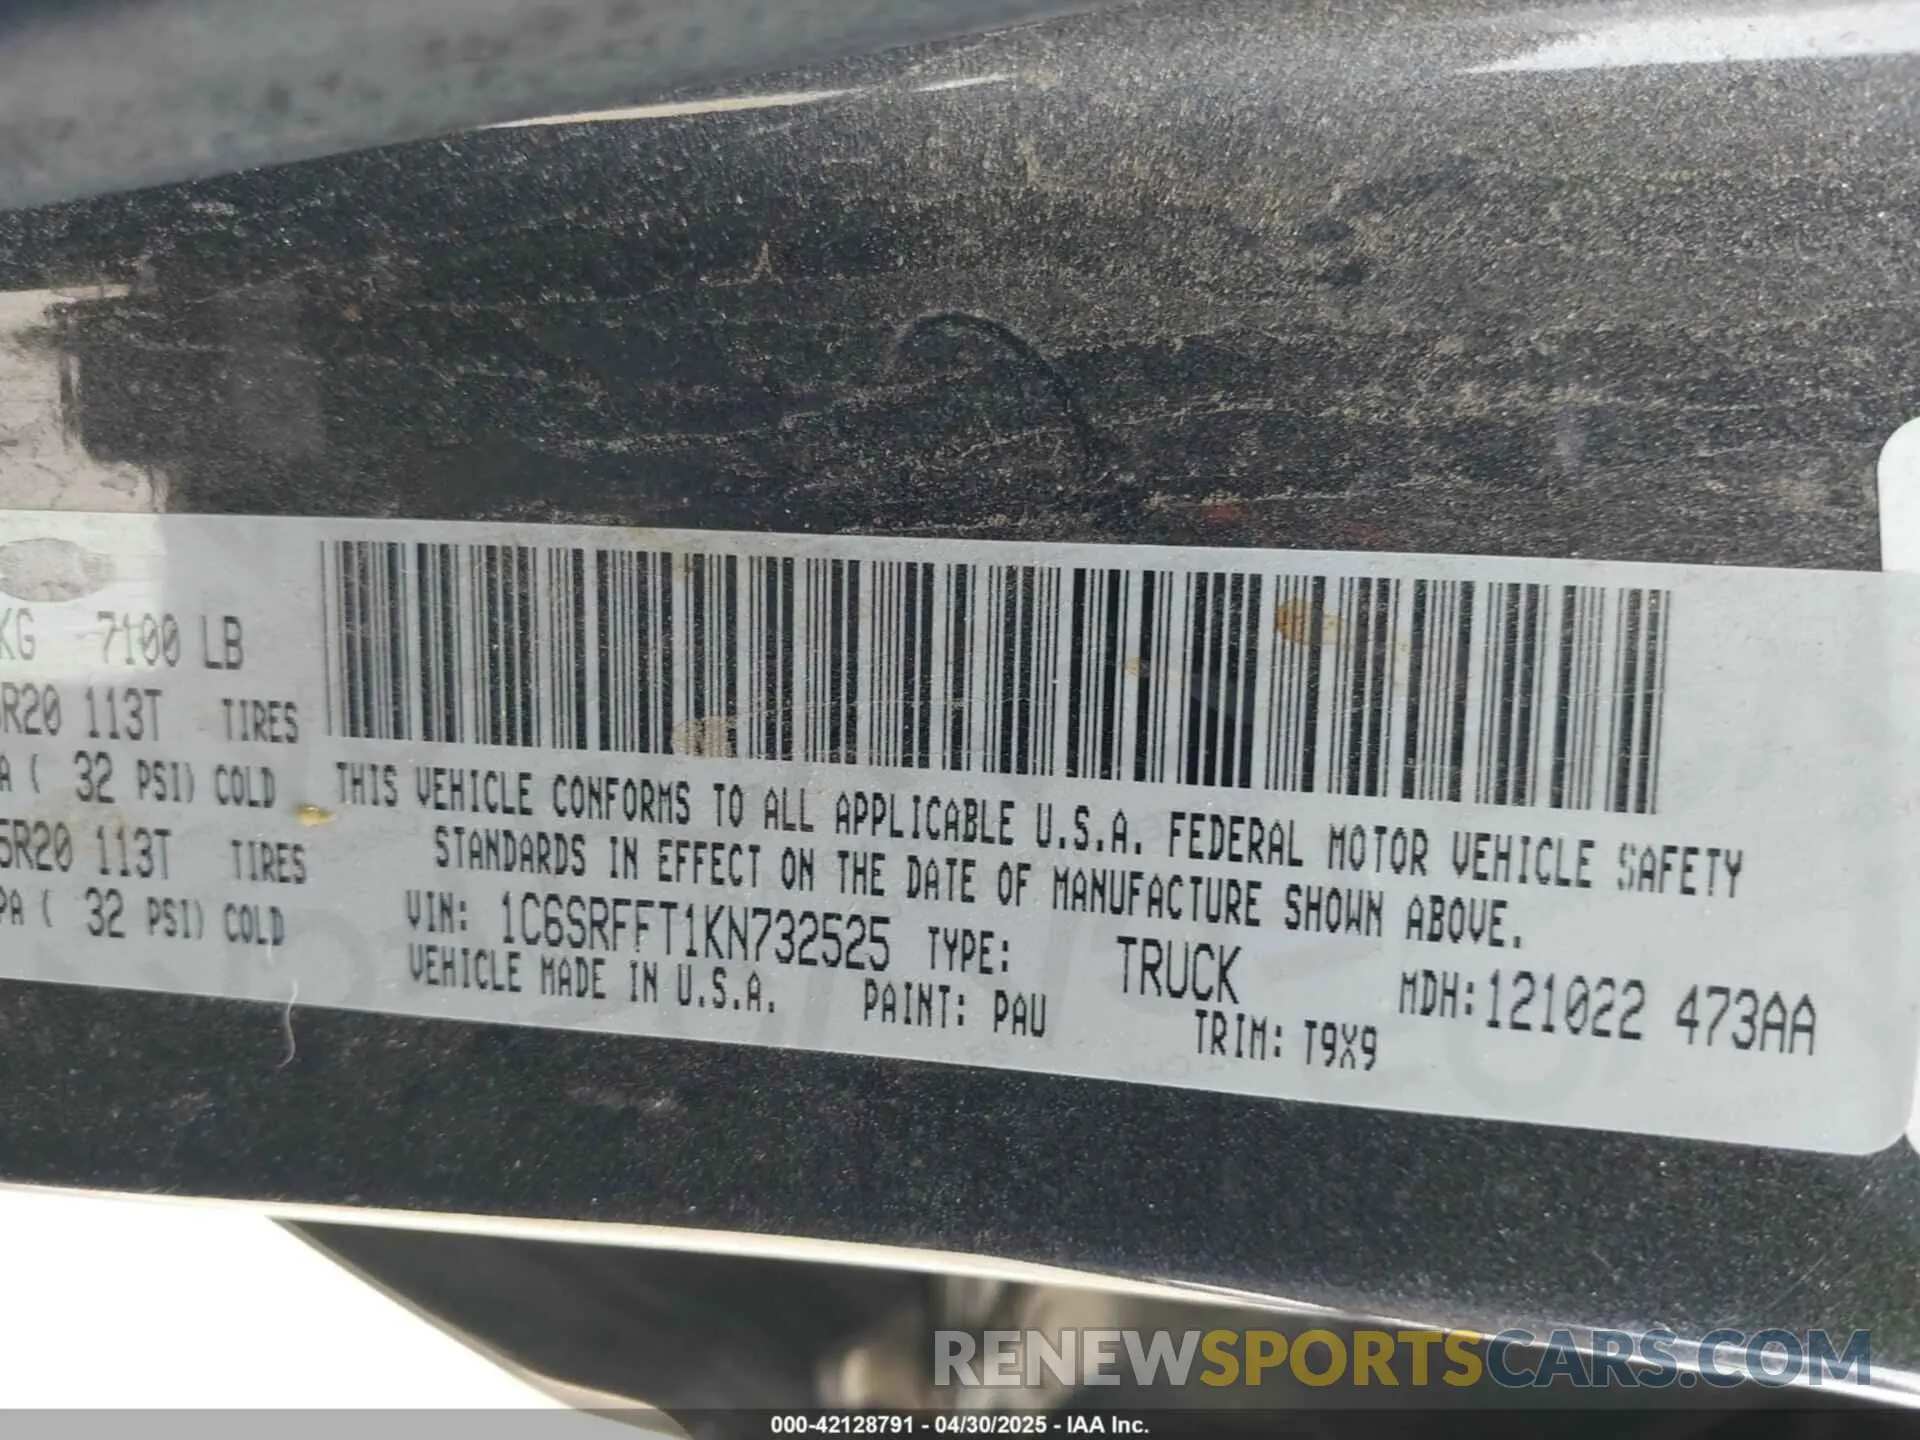 KG 7100 LB
R20 113T TIRES
A ( 32 PSI) COLD
5R20 113T TIRES
PA ( 32 PSI) COLD
THIS VEHICLE CONFORMS TO ALL APPLICABLE U.S.A. FEDERAL MOTOR VEHICLE SAFETY
STANDARDS IN EFFECT ON THE DATE OF MANUFACTURE SHOWN ABOVE.
VIN: 1C6SRFFT1KN732525 TYPE: TRUCK MDH:121022 473AA
VEHICLE MADE IN U.S.A. PAINT: PAU TRIM: T9X9
RENEWSPORTSCARS.COM
000-42128791 - 04/30/2025 - IAA Inc.